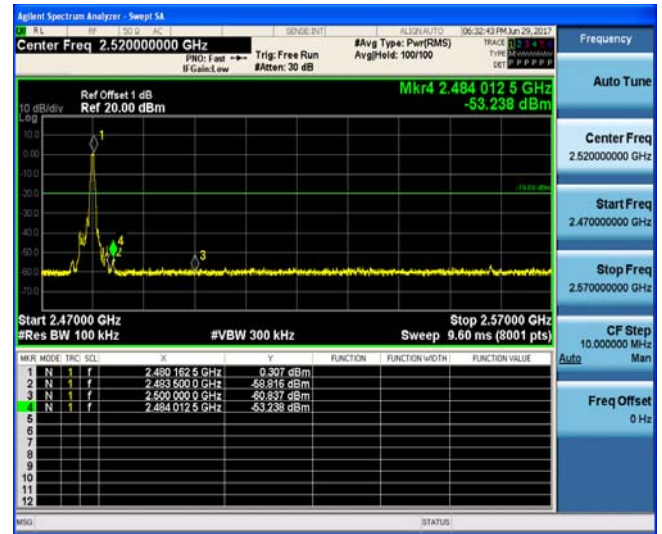 Agilent Spectrum Analyzer - Swept SA
RL RF 50 Ω AC SENSE:INT ALIGNAUTO 06:32:43 PM Jun 29, 2017
Center Freq 2.520000000 GHz
PNO: Fast
IFGain:Low
Trig: Free Run
#Atten: 30 dB
#Avg Type: Pwr(RMS)
Avg|Hold: 100/100
TRACE 1 2 3 4 5 6
TYPE
DET P P P P P P
Frequency
Auto Tune
Center Freq
2.520000000 GHz
Start Freq
2.470000000 GHz
Stop Freq
2.570000000 GHz
CF Step
10.000000 MHz
Auto Man
Freq Offset
0 Hz
Ref Offset 1 dB
10 dB/div Ref 20.00 dBm
Log
Mkr4 2.484 012 5 GHz
-53.238 dBm
10.0
0.00
-10.0
-20.0
-30.0
-40.0
-50.0
-60.0
-70.0
1
4
2
3
Start 2.47000 GHz Stop 2.57000 GHz
#Res BW 100 kHz #VBW 300 kHz Sweep 9.60 ms (8001 pts)
MKR MODE TRC SCL X Y FUNCTION FUNCTION WIDTH FUNCTION VALUE
1 N 1 f 2.480 162 5 GHz 0.307 dBm
2 N 1 f 2.483 500 0 GHz -58.816 dBm
3 N 1 f 2.500 000 0 GHz -60.837 dBm
4 N 1 f 2.484 012 5 GHz -53.238 dBm
5
6
7
8
9
10
11
12
MSG STATUS